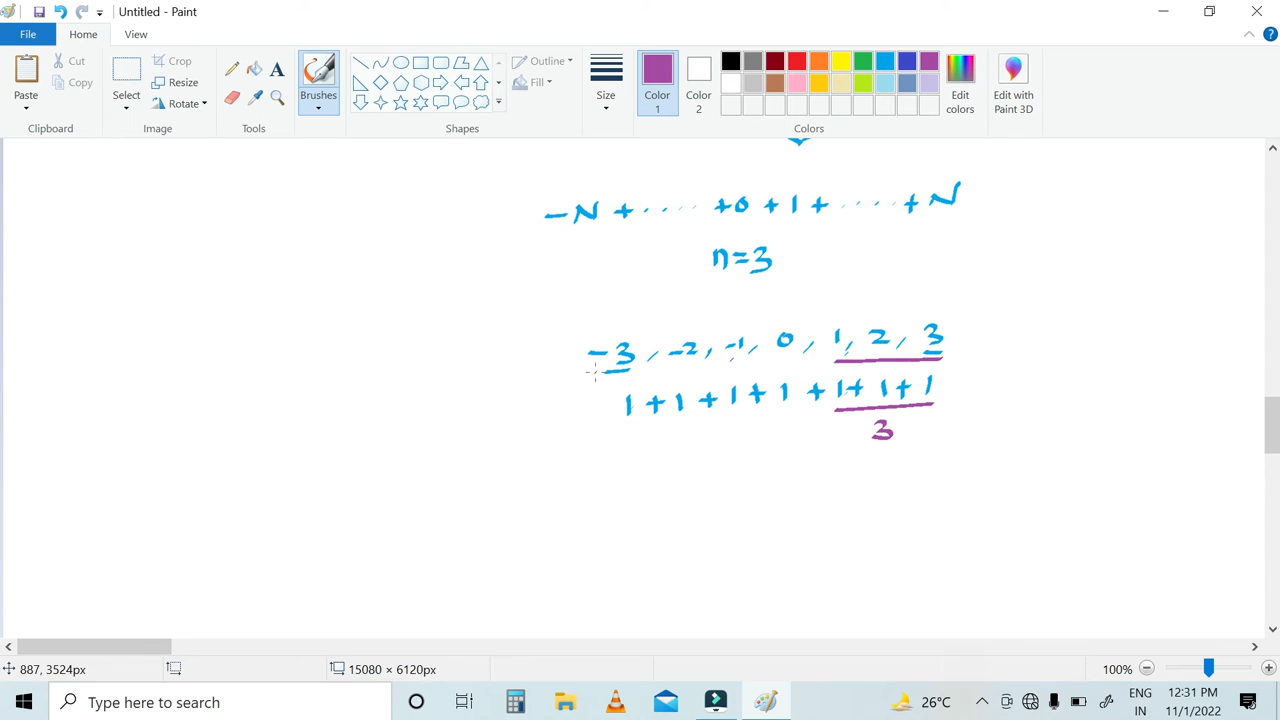 Untitled - Paint
File Home View
Paste Cut Copy Clipboard
Select Crop Resize Rotate Image
A Tools
Brushes
Outline Fill Shapes
Size
Color 1 Color 2 Colors
Edit colors
Edit with Paint 3D
-N + ..... +0 +1 + ..... + N
n=3
-3, -2, -1, 0, 1, 2, 3
1+1+1+1+1+1+1
3
887, 3524px 15080 × 6120px 100%
Type here to search 26°C ENG IN 12:31 PM 11/1/2022